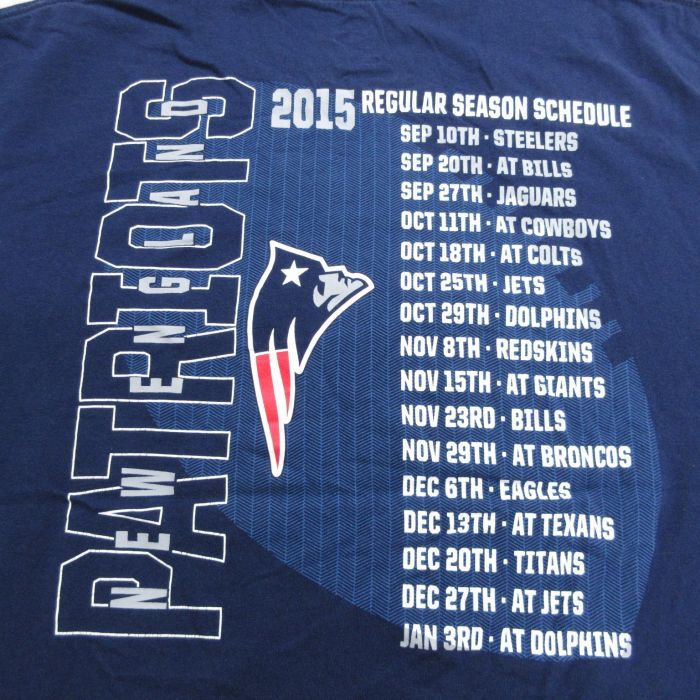 NEW ENGLAND
PATRIOTS
2015 REGULAR SEASON SCHEDULE
SEP 10TH · STEELERS
SEP 20TH · AT BILLS
SEP 27TH · JAGUARS
OCT 11TH · AT COWBOYS
OCT 18TH · AT COLTS
OCT 25TH · JETS
OCT 29TH · DOLPHINS
NOV 8TH · REDSKINS
NOV 15TH · AT GIANTS
NOV 23RD · BILLS
NOV 29TH · AT BRONCOS
DEC 6TH · EAGLES
DEC 13TH · AT TEXANS
DEC 20TH · TITANS
DEC 27TH · AT JETS
JAN 3RD · AT DOLPHINS